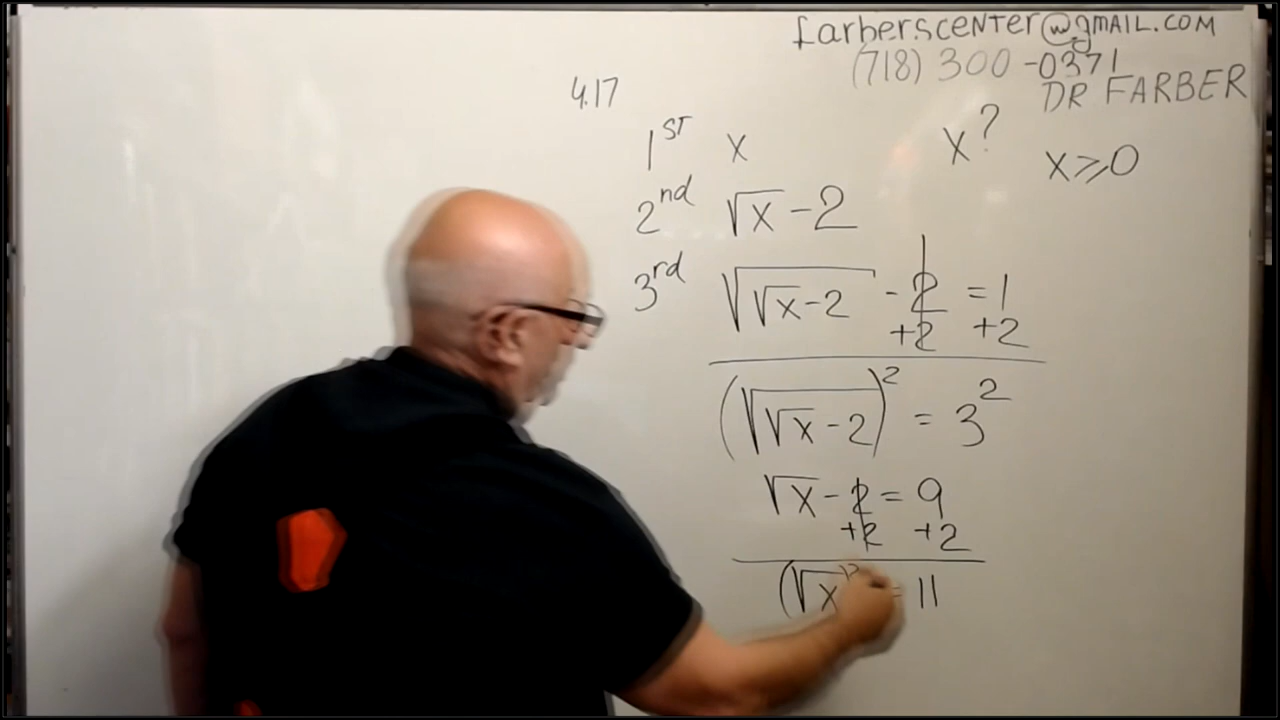 farberscenter@gmail.com
(718) 300-0371
DR FARBER
4.17
1ST x x? x⩾0
2nd √x -2
3rd √(√x-2) - 2 = 1
+2 +2
(√(√x-2))² = 3²
√x - 2 = 9
+2 +2
(√x)² = 11